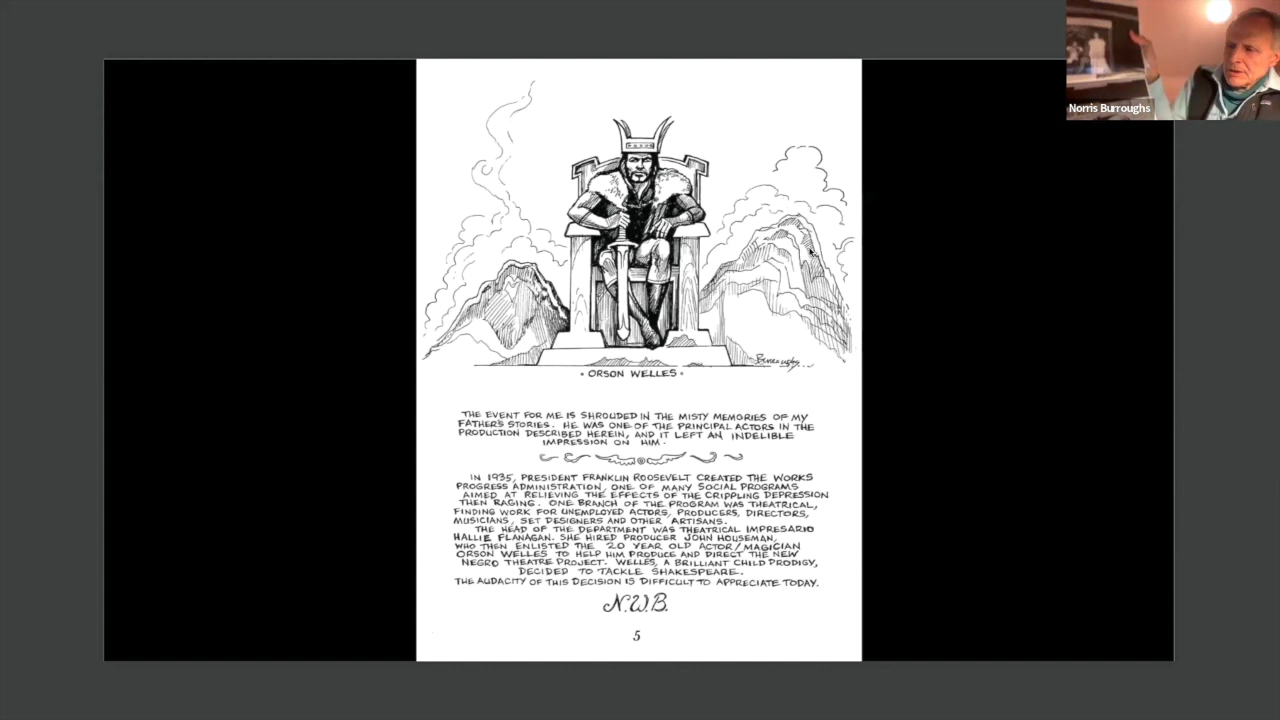 Norris Burroughs
Burroughs
• ORSON WELLES •
THE EVENT FOR ME IS SHROUDED IN THE MISTY MEMORIES OF MY
FATHER'S STORIES. HE WAS ONE OF THE PRINCIPAL ACTORS IN THE
PRODUCTION DESCRIBED HEREIN, AND IT LEFT AN INDELIBLE
IMPRESSION ON HIM.
IN 1935, PRESIDENT FRANKLIN ROOSEVELT CREATED THE WORKS
PROGRESS ADMINISTRATION, ONE OF MANY SOCIAL PROGRAMS
AIMED AT RELIEVING THE EFFECTS OF THE CRIPPLING DEPRESSION
THEN RAGING. ONE BRANCH OF THE PROGRAM WAS THEATRICAL,
FINDING WORK FOR UNEMPLOYED ACTORS, PRODUCERS, DIRECTORS,
MUSICIANS, SET DESIGNERS AND OTHER ARTISANS.
THE HEAD OF THE DEPARTMENT WAS THEATRICAL IMPRESARIO
HALLIE FLANAGAN. SHE HIRED PRODUCER JOHN HOUSEMAN,
WHO THEN ENLISTED THE 20 YEAR OLD ACTOR/MAGICIAN
ORSON WELLES TO HELP HIM PRODUCE AND DIRECT THE NEW
NEGRO THEATRE PROJECT. WELLES, A BRILLIANT CHILD PRODIGY,
DECIDED TO TACKLE SHAKESPEARE.
THE AUDACITY OF THIS DECISION IS DIFFICULT TO APPRECIATE TODAY.
N.W.B.
5